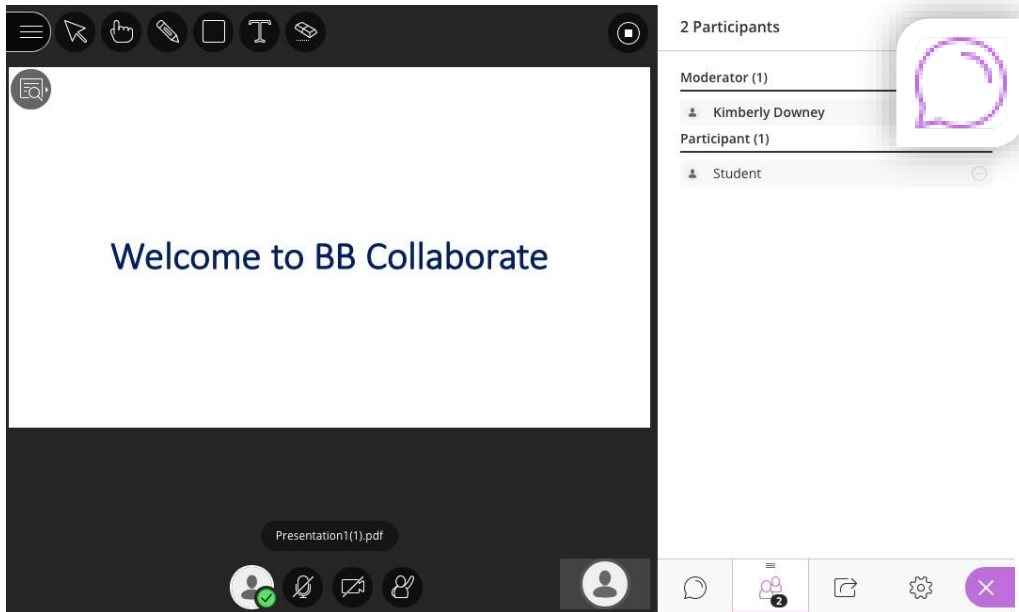 2 Participants
Moderator (1)
Kimberly Downey
Participant (1)
Student
Welcome to BB Collaborate
Presentation1(1).pdf
2